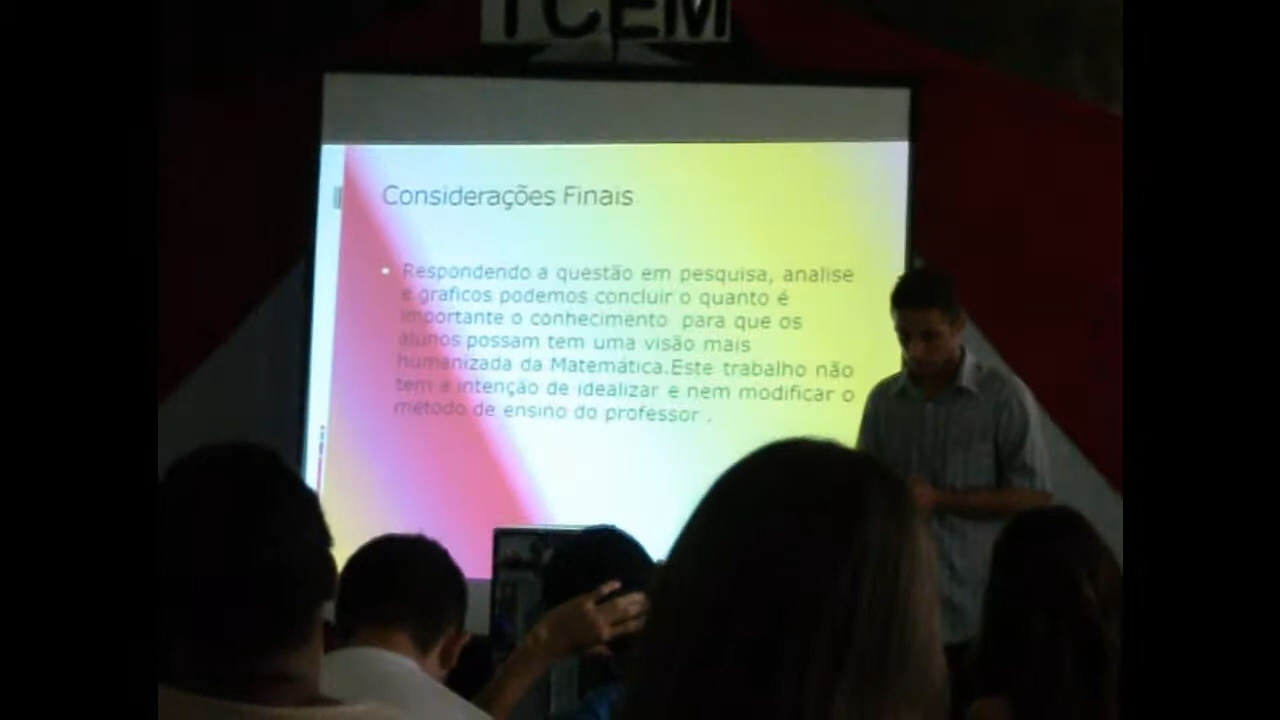 TCEM
Considerações Finais
Respondendo a questão em pesquisa, analise
e graficos podemos concluir o quanto é
importante o conhecimento para que os
alunos possam tem uma visão mais
humanizada da Matemática.Este trabalho não
tem a intenção de idealizar e nem modificar o
método de ensino do professor .